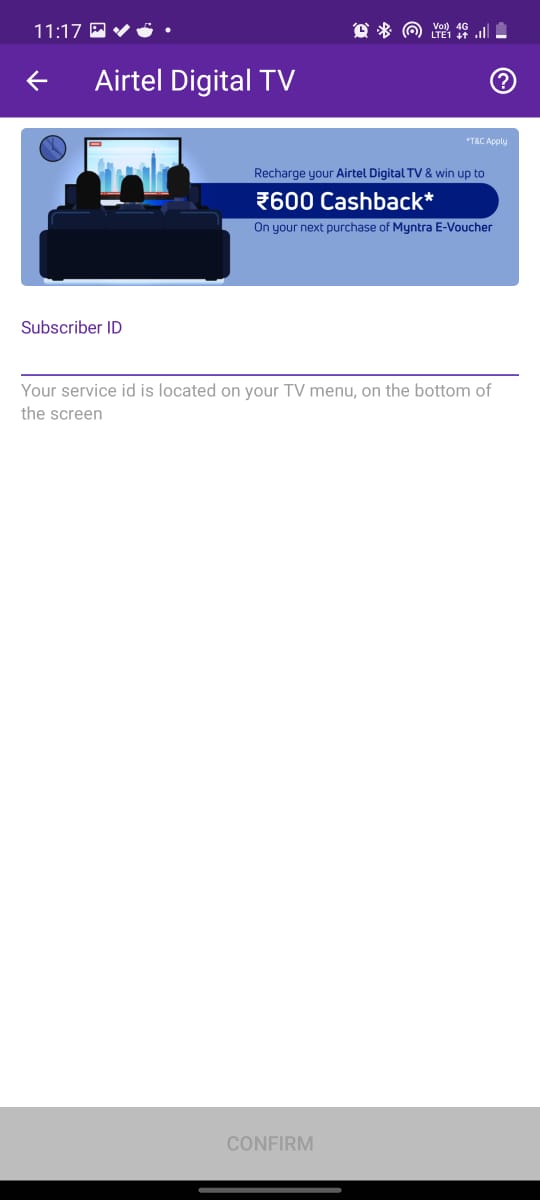 11:17
Vo)) 4G
LTE1
Airtel Digital TV
*T&C Apply
Recharge your Airtel Digital TV & win up to
₹600 Cashback*
On your next purchase of Myntra E-Voucher
Subscriber ID
Your service id is located on your TV menu, on the bottom of
the screen
CONFIRM